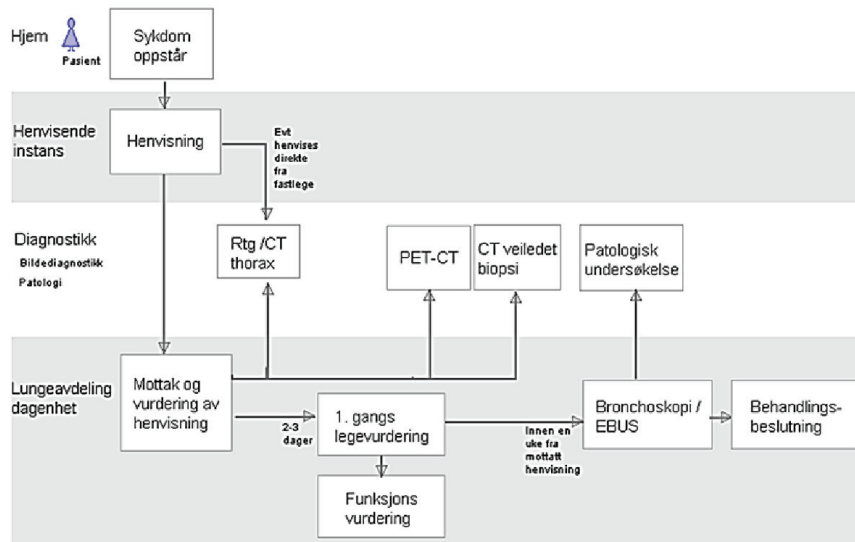 Hjem
Pasient
Sykdom
oppstår
Henvisende
instans
Henvisning
Evt
henvises
direkte
fra
fastlege
Diagnostikk
Bildediagnostikk
Patologi
Rtg /CT
thorax
PET-CT
CT veiledet
biopsi
Patologisk
undersøkelse
Lungeavdeling
dagenhet
Mottak og
vurdering av
henvisning
2-3
dager
1. gangs
legevurdering
Innen en
uke fra
mottatt
henvisning
Bronchoskopi /
EBUS
Behandlings-
beslutning
Funksjons
vurdering